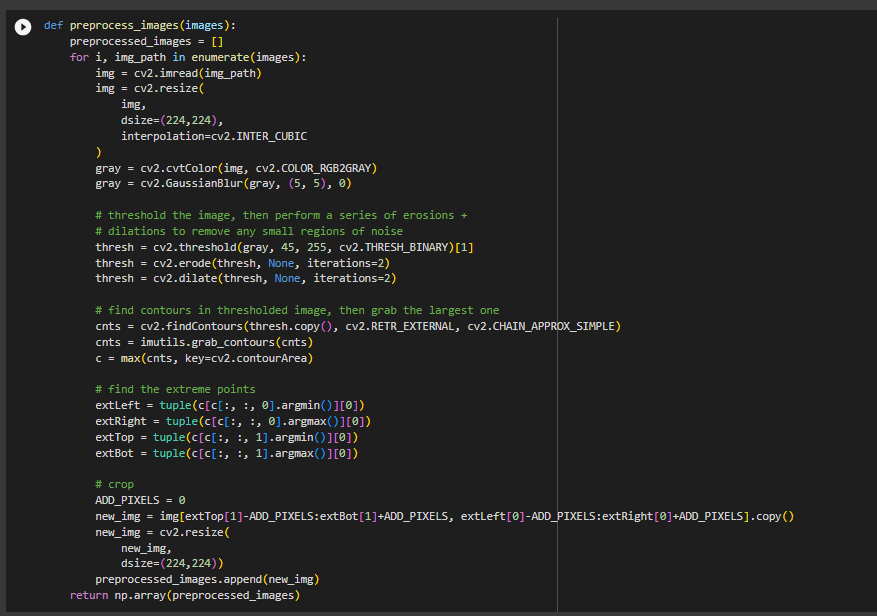 def preprocess_images(images):
    preprocessed_images = []
    for i, img_path in enumerate(images):
        img = cv2.imread(img_path)
        img = cv2.resize(
            img,
            dsize=(224,224),
            interpolation=cv2.INTER_CUBIC
        )
        gray = cv2.cvtColor(img, cv2.COLOR_RGB2GRAY)
        gray = cv2.GaussianBlur(gray, (5, 5), 0)

        # threshold the image, then perform a series of erosions +
        # dilations to remove any small regions of noise
        thresh = cv2.threshold(gray, 45, 255, cv2.THRESH_BINARY)[1]
        thresh = cv2.erode(thresh, None, iterations=2)
        thresh = cv2.dilate(thresh, None, iterations=2)

        # find contours in thresholded image, then grab the largest one
        cnts = cv2.findContours(thresh.copy(), cv2.RETR_EXTERNAL, cv2.CHAIN_APPROX_SIMPLE)
        cnts = imutils.grab_contours(cnts)
        c = max(cnts, key=cv2.contourArea)

        # find the extreme points
        extLeft = tuple(c[c[:, :, 0].argmin()][0])
        extRight = tuple(c[c[:, :, 0].argmax()][0])
        extTop = tuple(c[c[:, :, 1].argmin()][0])
        extBot = tuple(c[c[:, :, 1].argmax()][0])

        # crop
        ADD_PIXELS = 0
        new_img = img[extTop[1]-ADD_PIXELS:extBot[1]+ADD_PIXELS, extLeft[0]-ADD_PIXELS:extRight[0]+ADD_PIXELS].copy()
        new_img = cv2.resize(
            new_img,
            dsize=(224,224))
        preprocessed_images.append(new_img)
    return np.array(preprocessed_images)